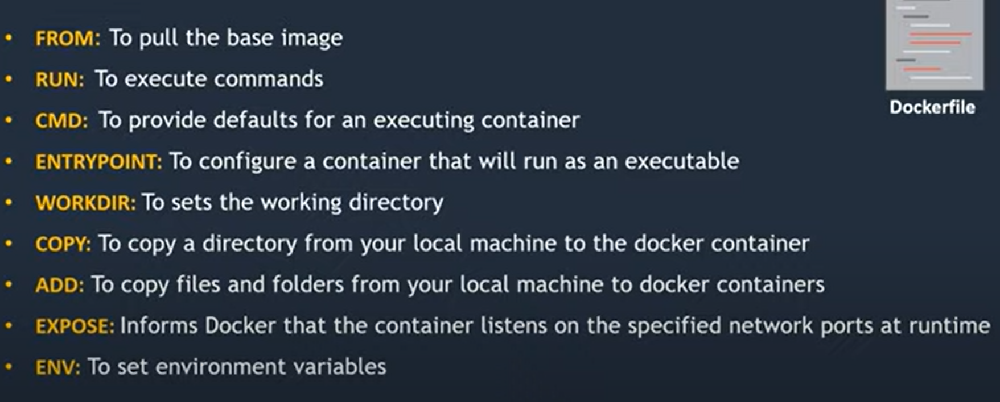 • FROM: To pull the base image
• RUN: To execute commands
• CMD: To provide defaults for an executing container
• ENTRYPOINT: To configure a container that will run as an executable
• WORKDIR: To sets the working directory
• COPY: To copy a directory from your local machine to the docker container
• ADD: To copy files and folders from your local machine to docker containers
• EXPOSE: Informs Docker that the container listens on the specified network ports at runtime
• ENV: To set environment variables
Dockerfile